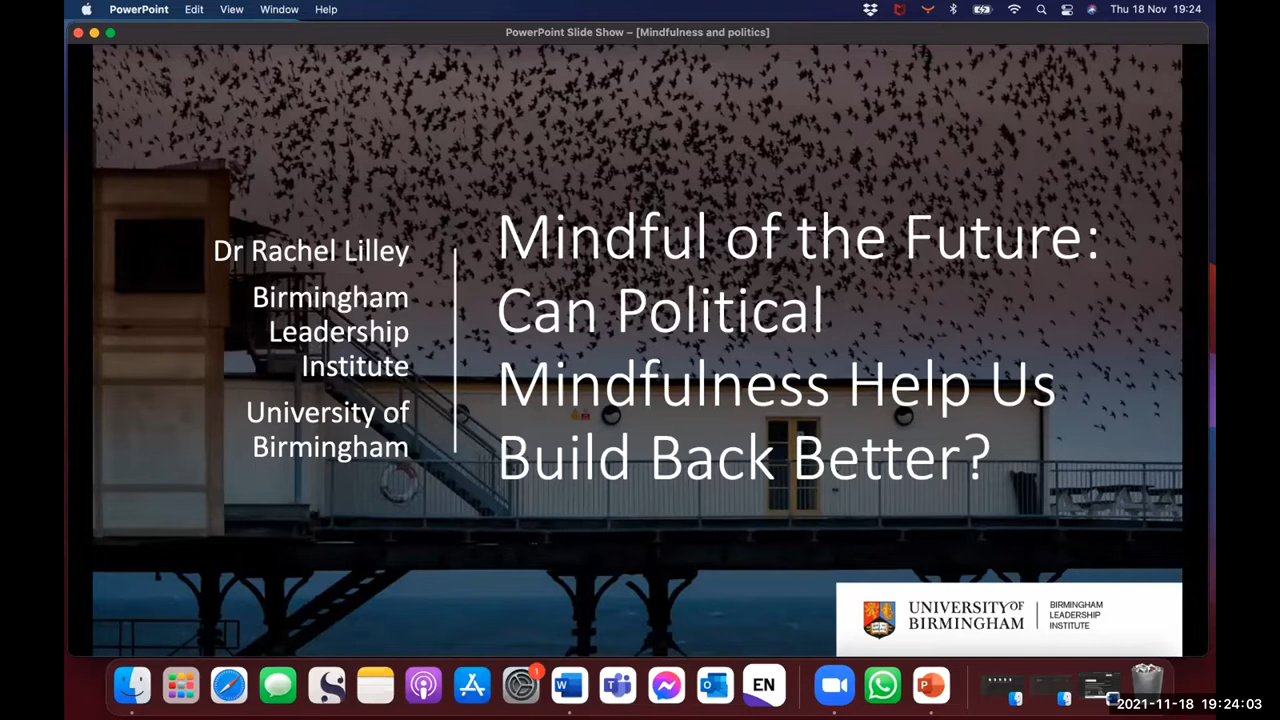 PowerPoint Edit View Window Help Thu 18 Nov 19:24
PowerPoint Slide Show – [Mindfulness and politics]
Dr Rachel Lilley
Birmingham
Leadership
Institute
University of
Birmingham
Mindful of the Future:
Can Political
Mindfulness Help Us
Build Back Better?
UNIVERSITY OF
BIRMINGHAM
BIRMINGHAM
LEADERSHIP
INSTITUTE
1
EN
2021-11-18 19:24:03